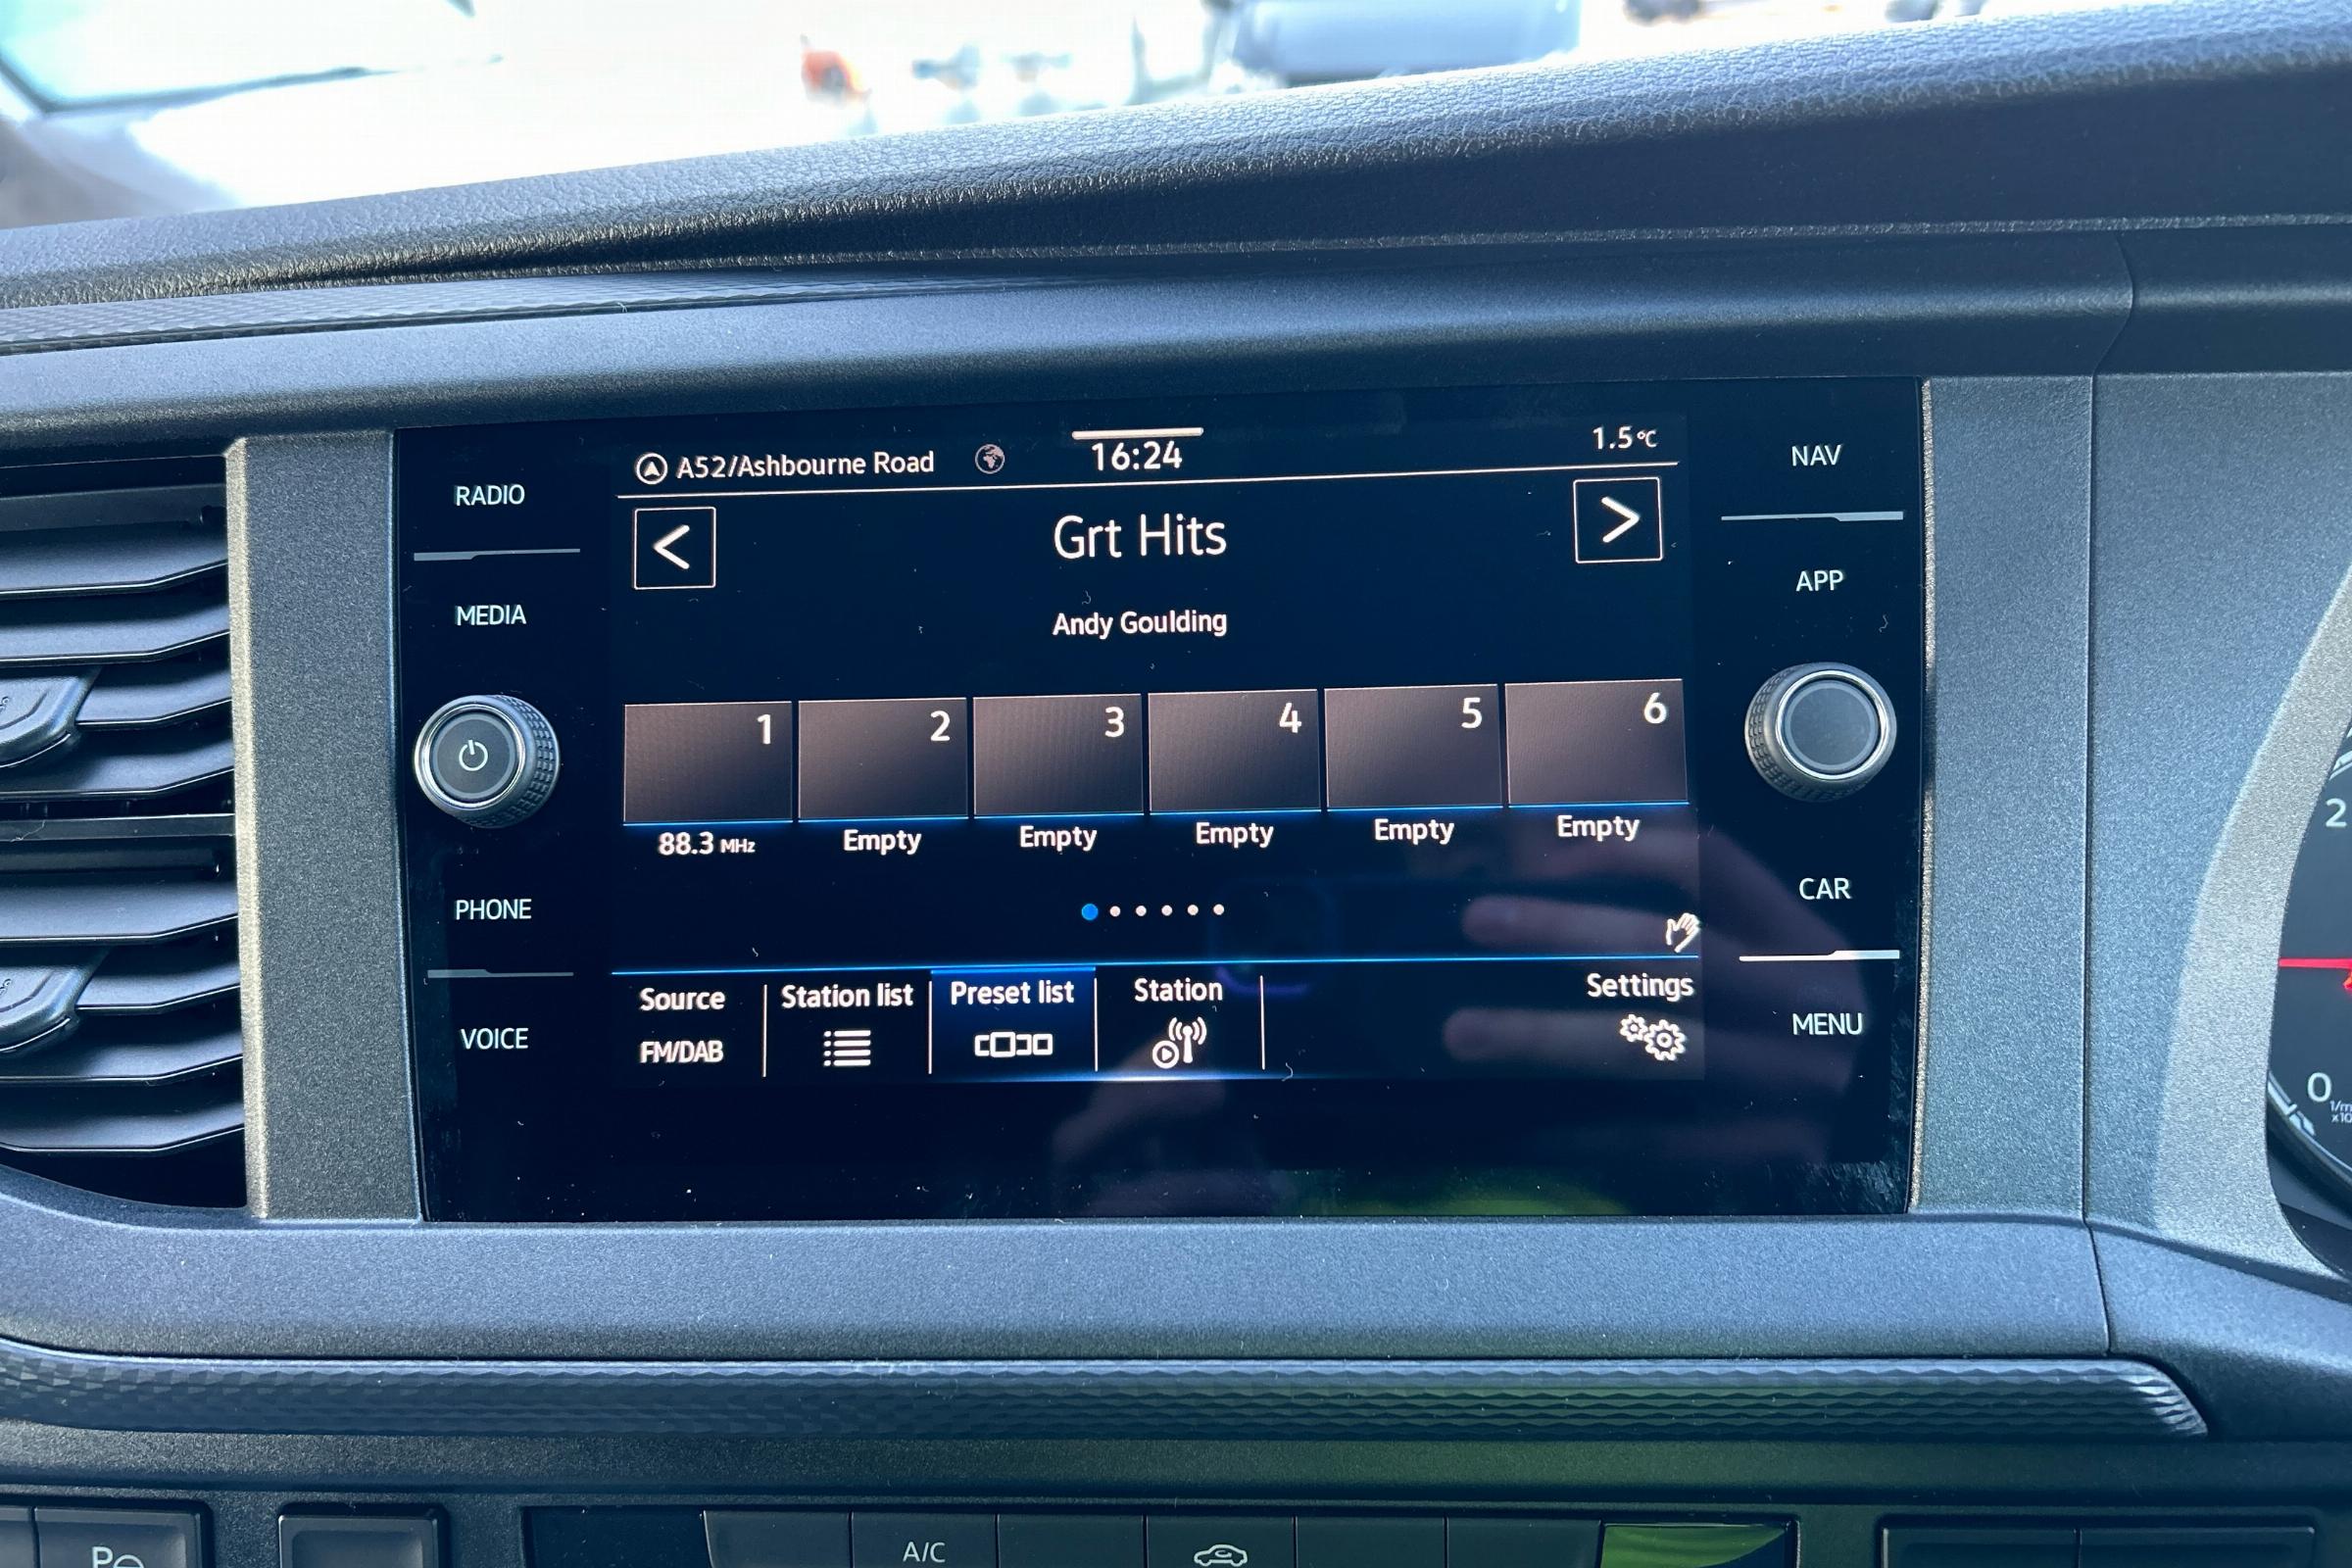 RADIO
MEDIA
PHONE
VOICE
A52/Ashbourne Road
16:24
1.5°C
Grt Hits
Andy Goulding
1
2
3
4
5
6
88.3 MHz
Empty
Empty
Empty
Empty
Empty
Source
FM/DAB
Station list
Preset list
Station
Settings
NAV
APP
CAR
MENU
2
0
A/C